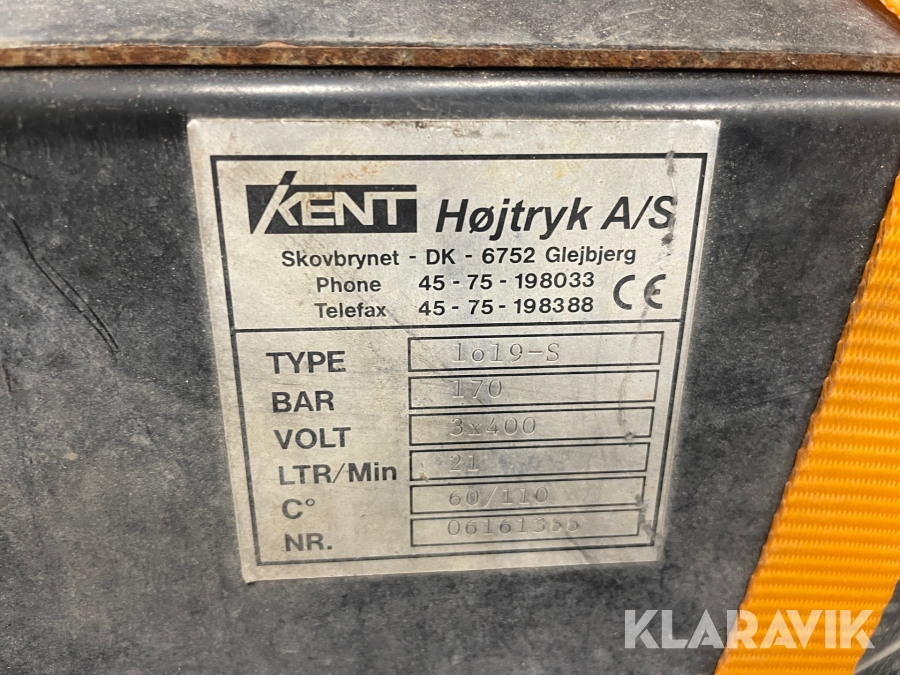 KENT Højtryk A/S
Skovbrynet - DK - 6752 Glejbjerg
Phone 45 - 75 - 198033
Telefax 45 - 75 - 198388
CE
TYPE 1o19-S
BAR 170
VOLT 3x400
LTR/Min 21
C° 60/110
NR.
KLARAVIK